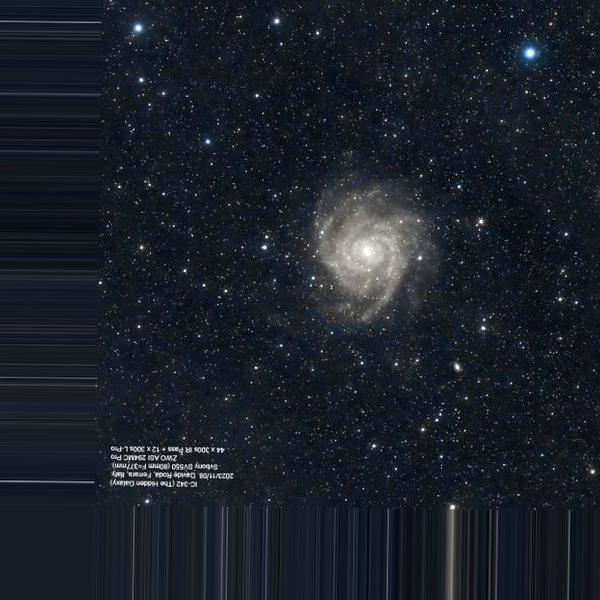 IC-342 (The Hidden Galaxy)
2023/11/08 Davide Roda, Ferrara, Italy
Svbony SV550 (80mm F=377mm),
ZWO ASI 294MC Pro
44 x 300s IR Pass + 12 x 300s L-Pro